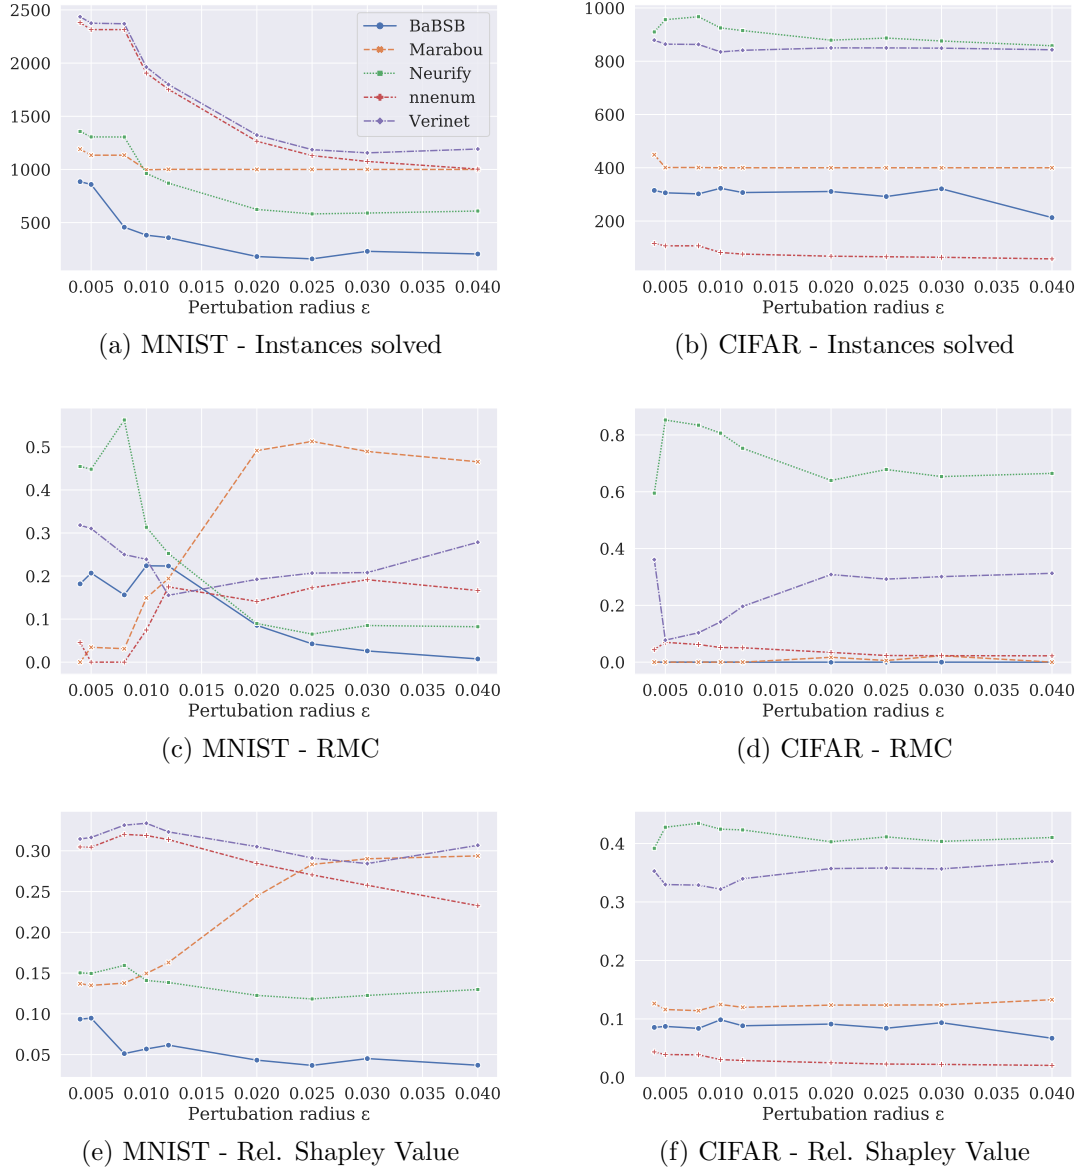 2500
2000
1500
1000
500
BaBSB
Marabou
Neurify
nnenum
Verinet
0.005 0.010 0.015 0.020 0.025 0.030 0.035 0.040
Pertubation radius ε
(a) MNIST - Instances solved
1000
800
600
400
200
0.005 0.010 0.015 0.020 0.025 0.030 0.035 0.040
Pertubation radius ε
(b) CIFAR - Instances solved
0.5
0.4
0.3
0.2
0.1
0.0
0.005 0.010 0.015 0.020 0.025 0.030 0.035 0.040
Pertubation radius ε
(c) MNIST - RMC
0.8
0.6
0.4
0.2
0.0
0.005 0.010 0.015 0.020 0.025 0.030 0.035 0.040
Pertubation radius ε
(d) CIFAR - RMC
0.30
0.25
0.20
0.15
0.10
0.05
0.005 0.010 0.015 0.020 0.025 0.030 0.035 0.040
Pertubation radius ε
(e) MNIST - Rel. Shapley Value
0.4
0.3
0.2
0.1
0.0
0.005 0.010 0.015 0.020 0.025 0.030 0.035 0.040
Pertubation radius ε
(f) CIFAR - Rel. Shapley Value